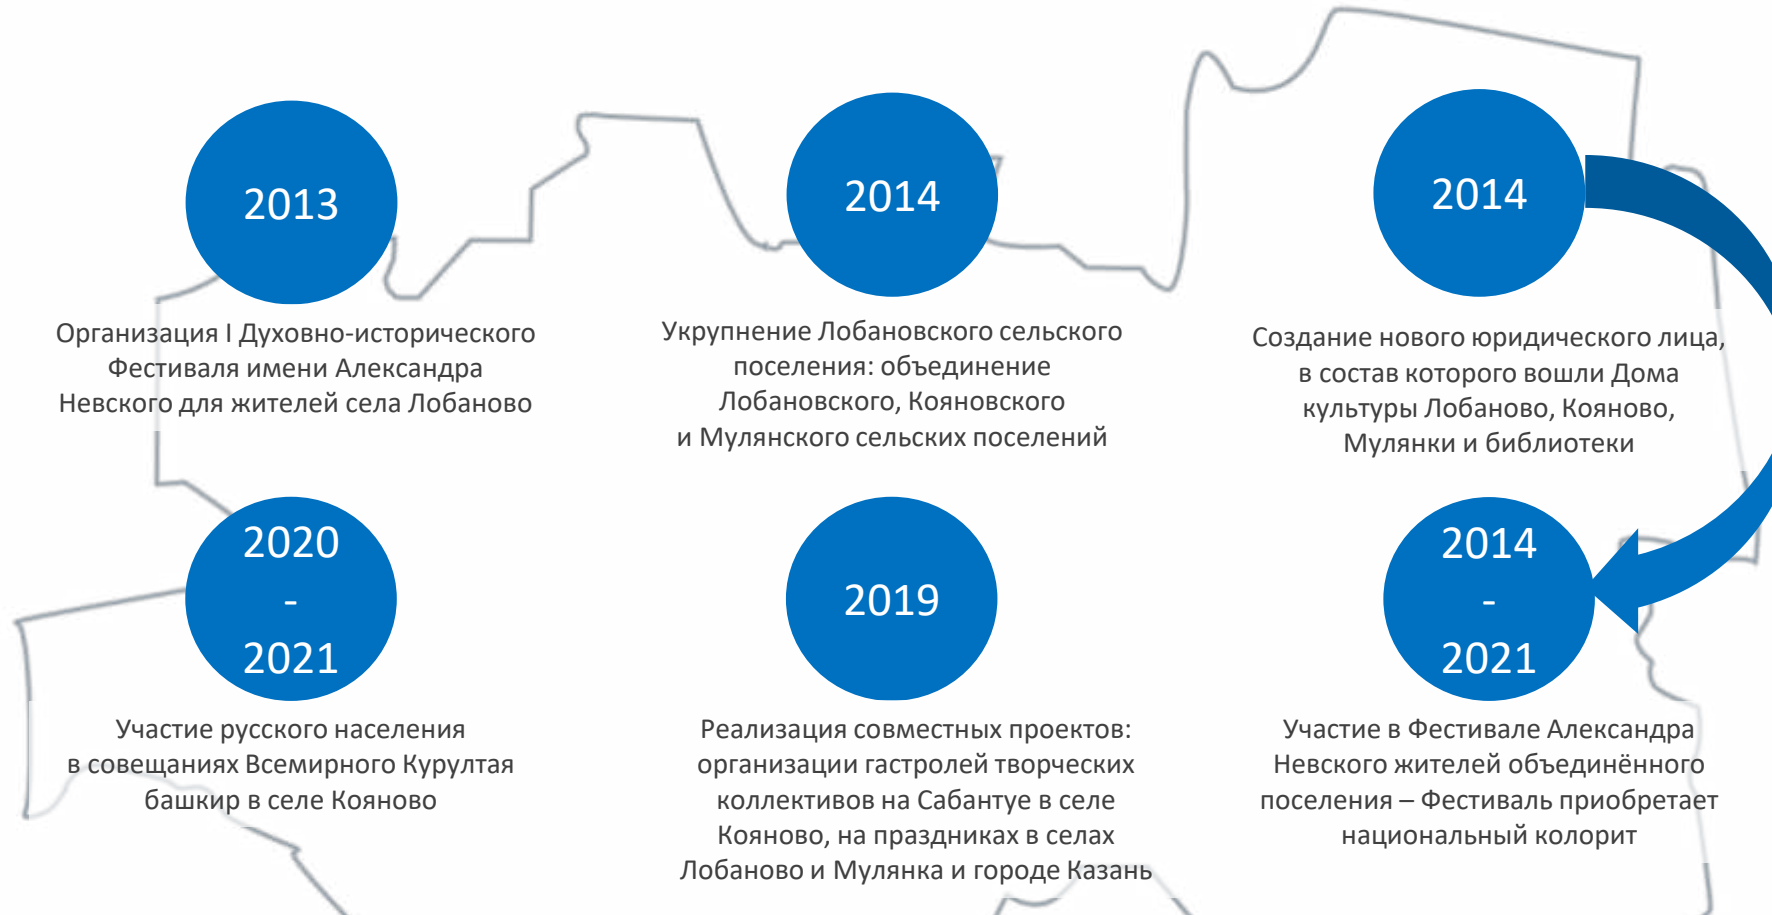 2013
Организация I Духовно-исторического
Фестиваля имени Александра
Невского для жителей села Лобаново
2014
Укрупнение Лобановского сельского
поселения: объединение
Лобановского, Кояновского
и Мулянского сельских поселений
2014
Создание нового юридического лица,
в состав которого вошли Дома
культуры Лобаново, Кояново,
Мулянки и библиотеки
2020
-
2021
Участие русского населения
в совещаниях Всемирного Курултая
башкир в селе Кояново
2019
Реализация совместных проектов:
организации гастролей творческих
коллективов на Сабантуе в селе
Кояново, на праздниках в селах
Лобаново и Мулянка и городе Казань
2014
-
2021
Участие в Фестивале Александра
Невского жителей объединённого
поселения – Фестиваль приобретает
национальный колорит